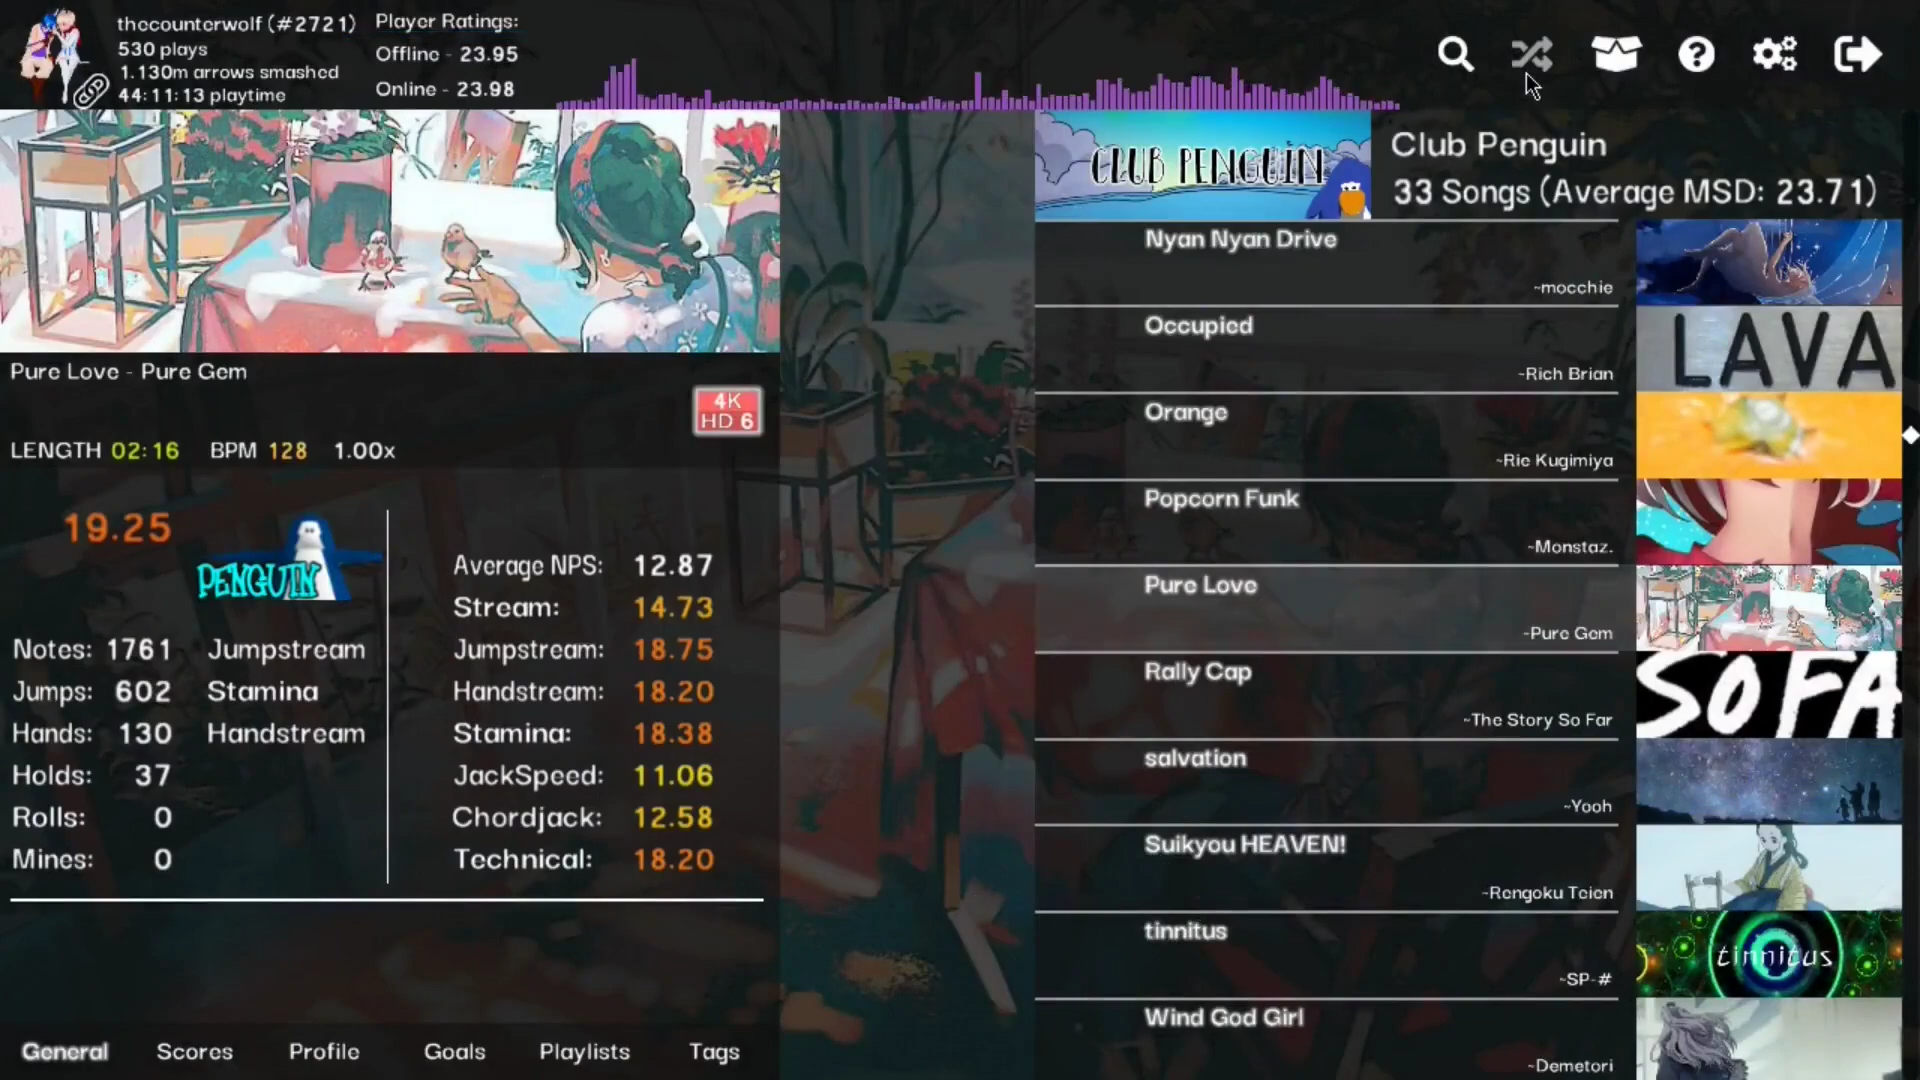 thecounterwolf (#2721)
530 plays
1.130m arrows smashed
44:11:13 playtime
Player Ratings:
Offline - 23.95
Online - 23.98
CLUB PENGUIN
Club Penguin
33 Songs (Average MSD: 23.71)
Pure Love - Pure Gem
4K
HD 6
LENGTH 02:16 BPM 128 1.00x
19.25
PENGUIN
Notes: 1761 Jumpstream
Jumps: 602 Stamina
Hands: 130 Handstream
Holds: 37
Rolls: 0
Mines: 0
Average NPS: 12.87
Stream: 14.73
Jumpstream: 18.75
Handstream: 18.20
Stamina: 18.38
JackSpeed: 11.06
Chordjack: 12.58
Technical: 18.20
Nyan Nyan Drive
~mocchie
Occupied
~Rich Brian
LAVA
Orange
~Rie Kugimiya
Popcorn Funk
~Monstaz.
Pure Love
~Pure Gem
Rally Cap
~The Story So Far
SO FA
salvation
~Yooh
Suikyou HEAVEN!
~Rengoku Teien
tinnitus
~SP-#
tinnitus
Wind God Girl
~Demetori
General Scores Profile Goals Playlists Tags